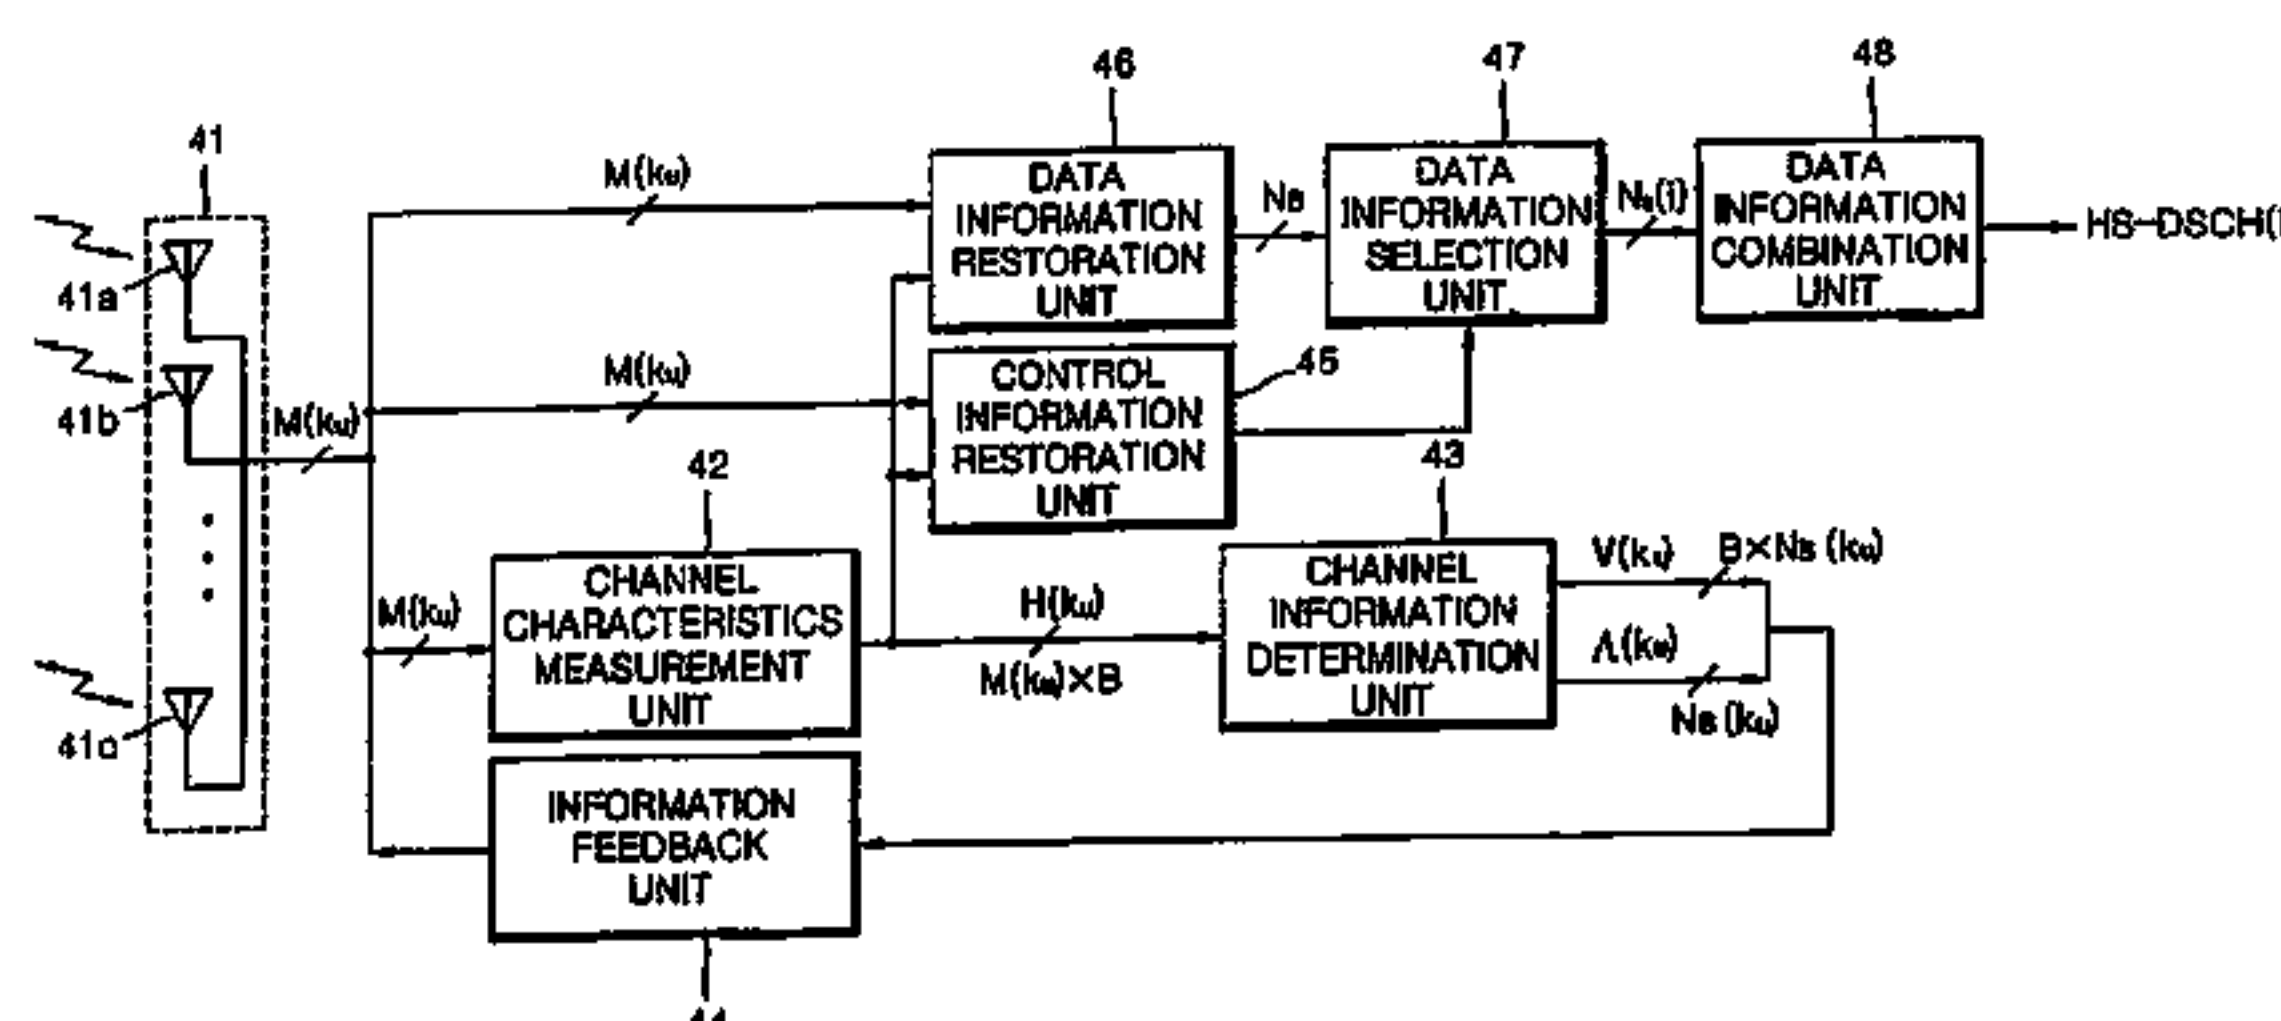 46
47
48
41
M(ku)
DATA
INFORMATION
RESTORATION
UNIT
Ns
DATA
INFORMATION
SELECTION
UNIT
Ns(i)
DATA
INFORMATION
COMBINATION
UNIT
HS-DSCH(
41a
M(ku)
CONTROL
INFORMATION
RESTORATION
UNIT
45
41b
M(ku)
42
43
M(ku)
CHANNEL
CHARACTERISTICS
MEASUREMENT
UNIT
H(ku)
M(ku)×B
CHANNEL
INFORMATION
DETERMINATION
UNIT
V(ku)
B×Ns(ku)
Λ(ku)
Ns(ku)
41c
INFORMATION
FEEDBACK
UNIT
44